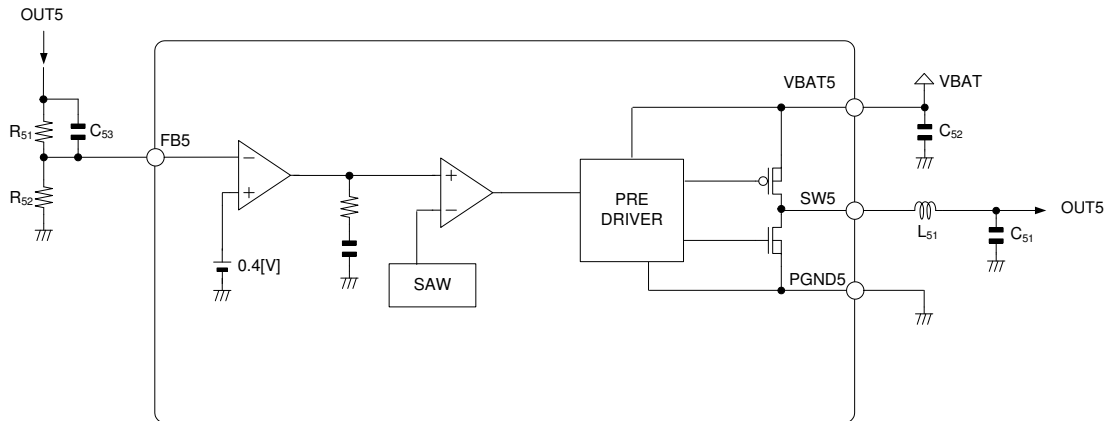 OUT5
VBAT5
VBAT
R51
C53
C52
FB5
−
+
+
−
PRE
DRIVER
SW5
OUT5
R52
L51
C51
0.4[V]
SAW
PGND5